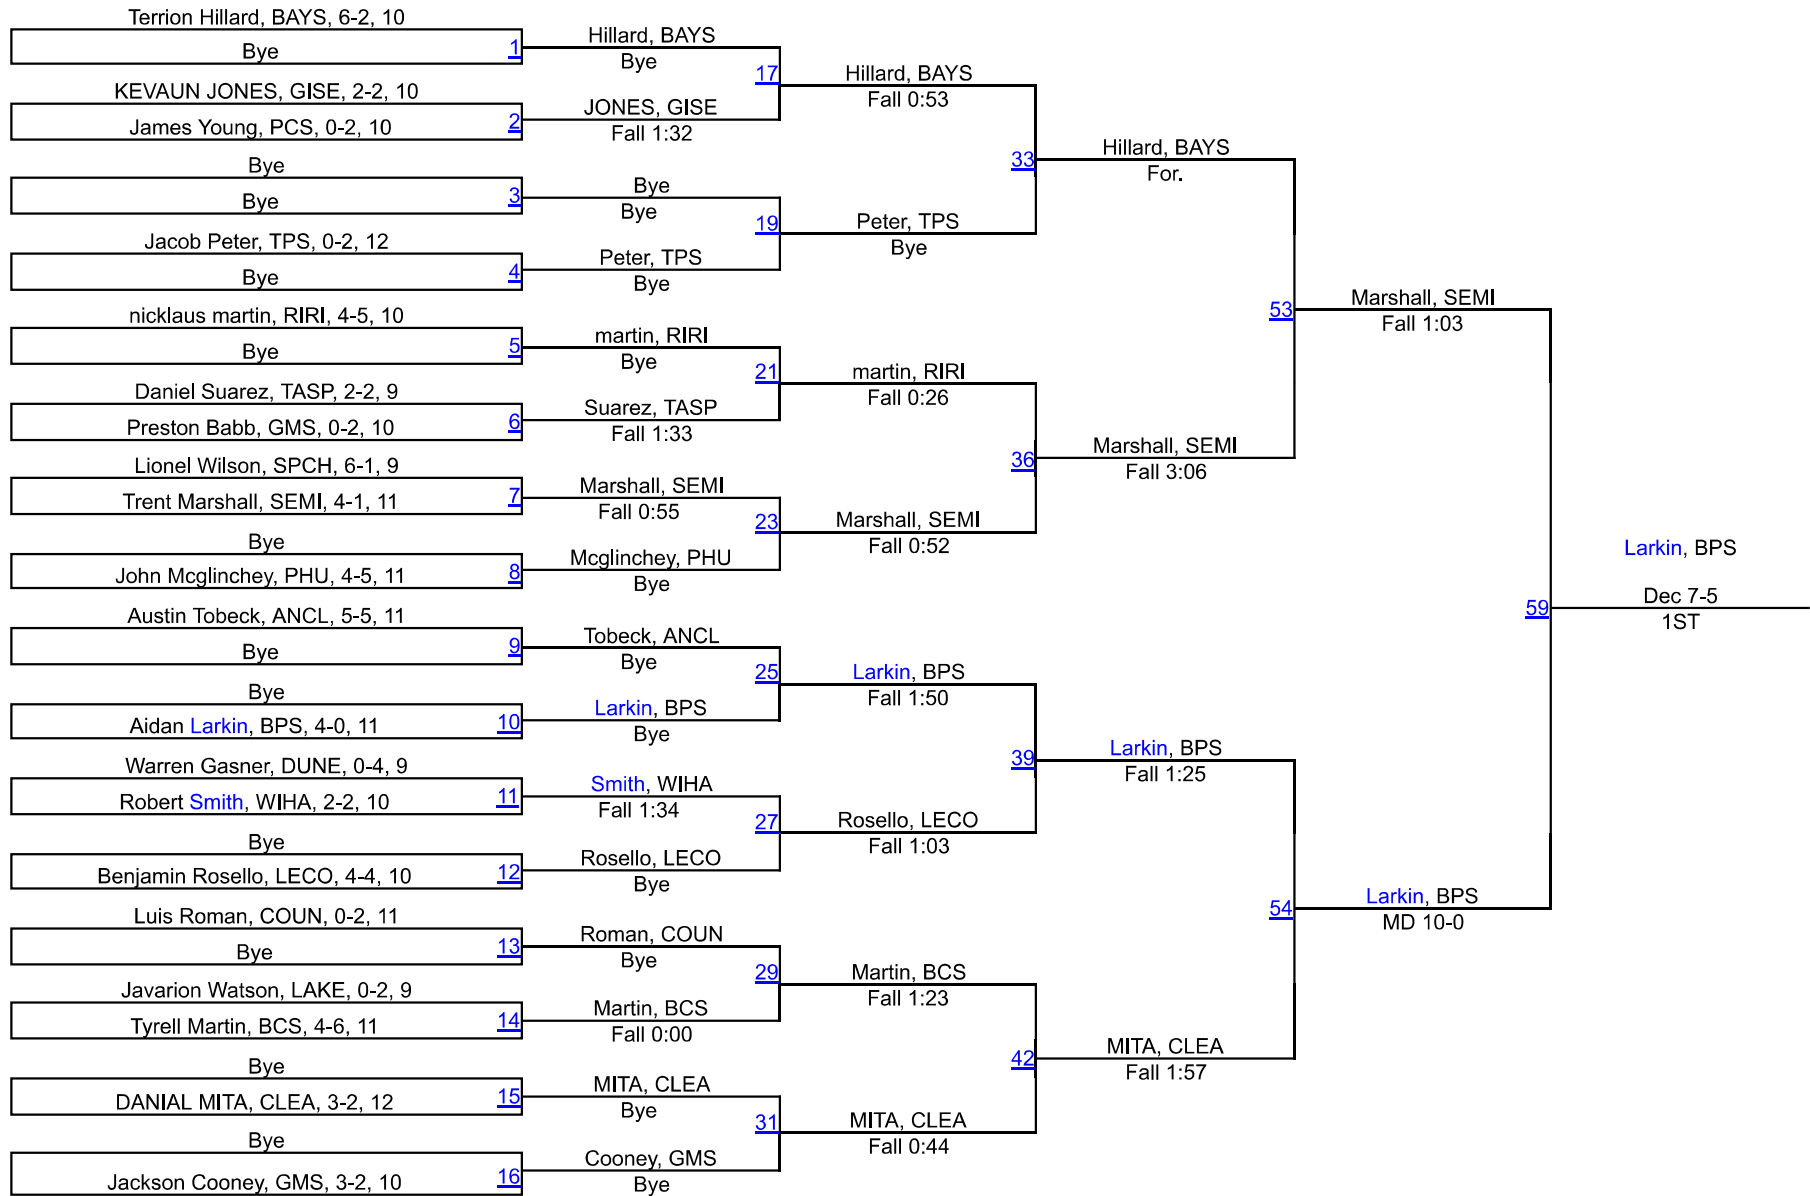 Terrion Hillard, BAYS, 6-2, 10
Bye
1
KEVAUN JONES, GISE, 2-2, 10
James Young, PCS, 0-2, 10
2
Bye
Bye
3
Jacob Peter, TPS, 0-2, 12
Bye
4
nicklaus martin, RIRI, 4-5, 10
Bye
5
Daniel Suarez, TASP, 2-2, 9
Preston Babb, GMS, 0-2, 10
6
Lionel Wilson, SPCH, 6-1, 9
Trent Marshall, SEMI, 4-1, 11
7
Bye
John Mcglinchey, PHU, 4-5, 11
8
Austin Tobeck, ANCL, 5-5, 11
Bye
9
Bye
Aidan Larkin, BPS, 4-0, 11
10
Warren Gasner, DUNE, 0-4, 9
Robert Smith, WIHA, 2-2, 10
11
Bye
Benjamin Rosello, LECO, 4-4, 10
12
Luis Roman, COUN, 0-2, 11
Bye
13
Javarion Watson, LAKE, 0-2, 9
Tyrell Martin, BCS, 4-6, 11
14
Bye
DANIAL MITA, CLEA, 3-2, 12
15
Bye
Jackson Cooney, GMS, 3-2, 10
16
Hillard, BAYS
Bye
17
JONES, GISE
Fall 1:32
Bye
Bye
19
Peter, TPS
Bye
martin, RIRI
Bye
21
Suarez, TASP
Fall 1:33
Marshall, SEMI
Fall 0:55
23
Mcglinchey, PHU
Bye
Tobeck, ANCL
Bye
25
Larkin, BPS
Bye
Smith, WIHA
Fall 1:34
27
Rosello, LECO
Bye
Roman, COUN
Bye
29
Martin, BCS
Fall 0:00
MITA, CLEA
Bye
31
Cooney, GMS
Bye
Hillard, BAYS
Fall 0:53
33
Peter, TPS
Bye
martin, RIRI
Fall 0:26
36
Marshall, SEMI
Fall 0:52
Larkin, BPS
Fall 1:50
39
Rosello, LECO
Fall 1:03
Martin, BCS
Fall 1:23
42
MITA, CLEA
Fall 0:44
Hillard, BAYS
For.
53
Marshall, SEMI
Fall 3:06
Larkin, BPS
Fall 1:25
54
MITA, CLEA
Fall 1:57
Marshall, SEMI
Fall 1:03
59
Larkin, BPS
MD 10-0
Larkin, BPS
Dec 7-5
1ST